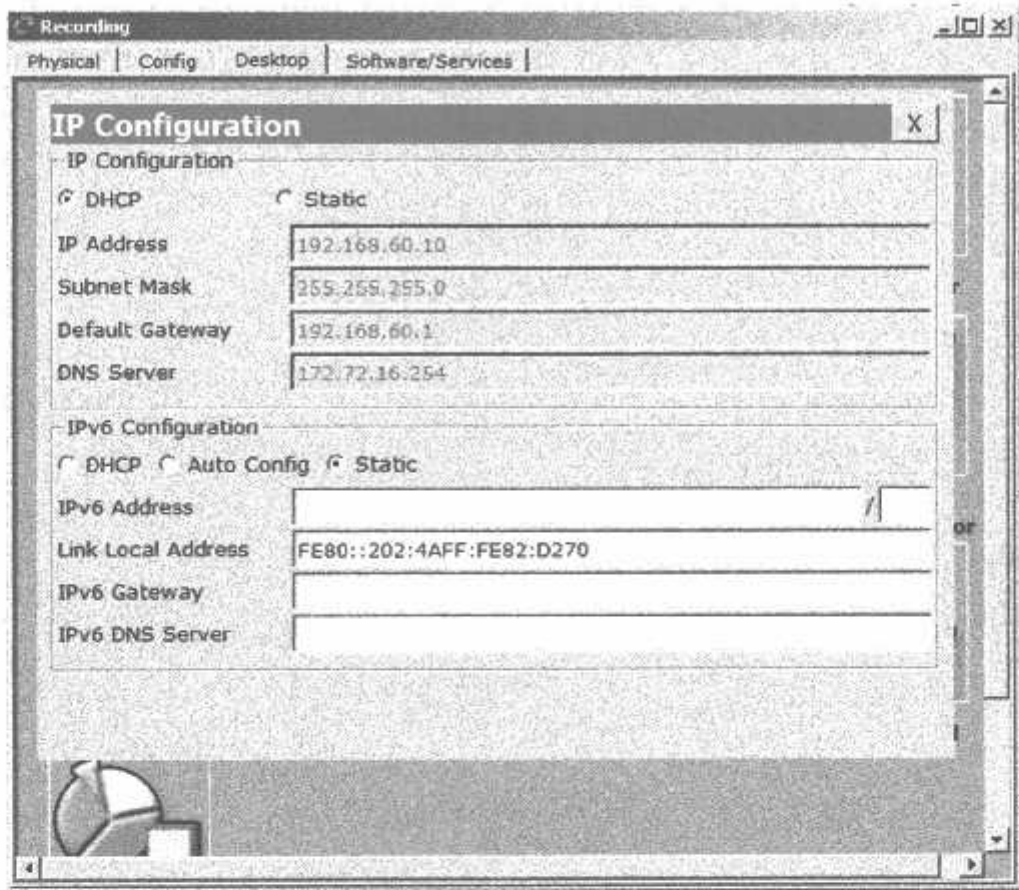 Recording
Physical Config Desktop Software/Services
IP Configuration X
IP Configuration
DHCP Static
IP Address 192.168.60.10
Subnet Mask 255.255.255.0
Default Gateway 192.168.60.1
DNS Server 172.72.16.254
IPv6 Configuration
DHCP Auto Config Static
IPv6 Address /
Link Local Address FE80::202:4AFF:FE82:D270
IPv6 Gateway
IPv6 DNS Server